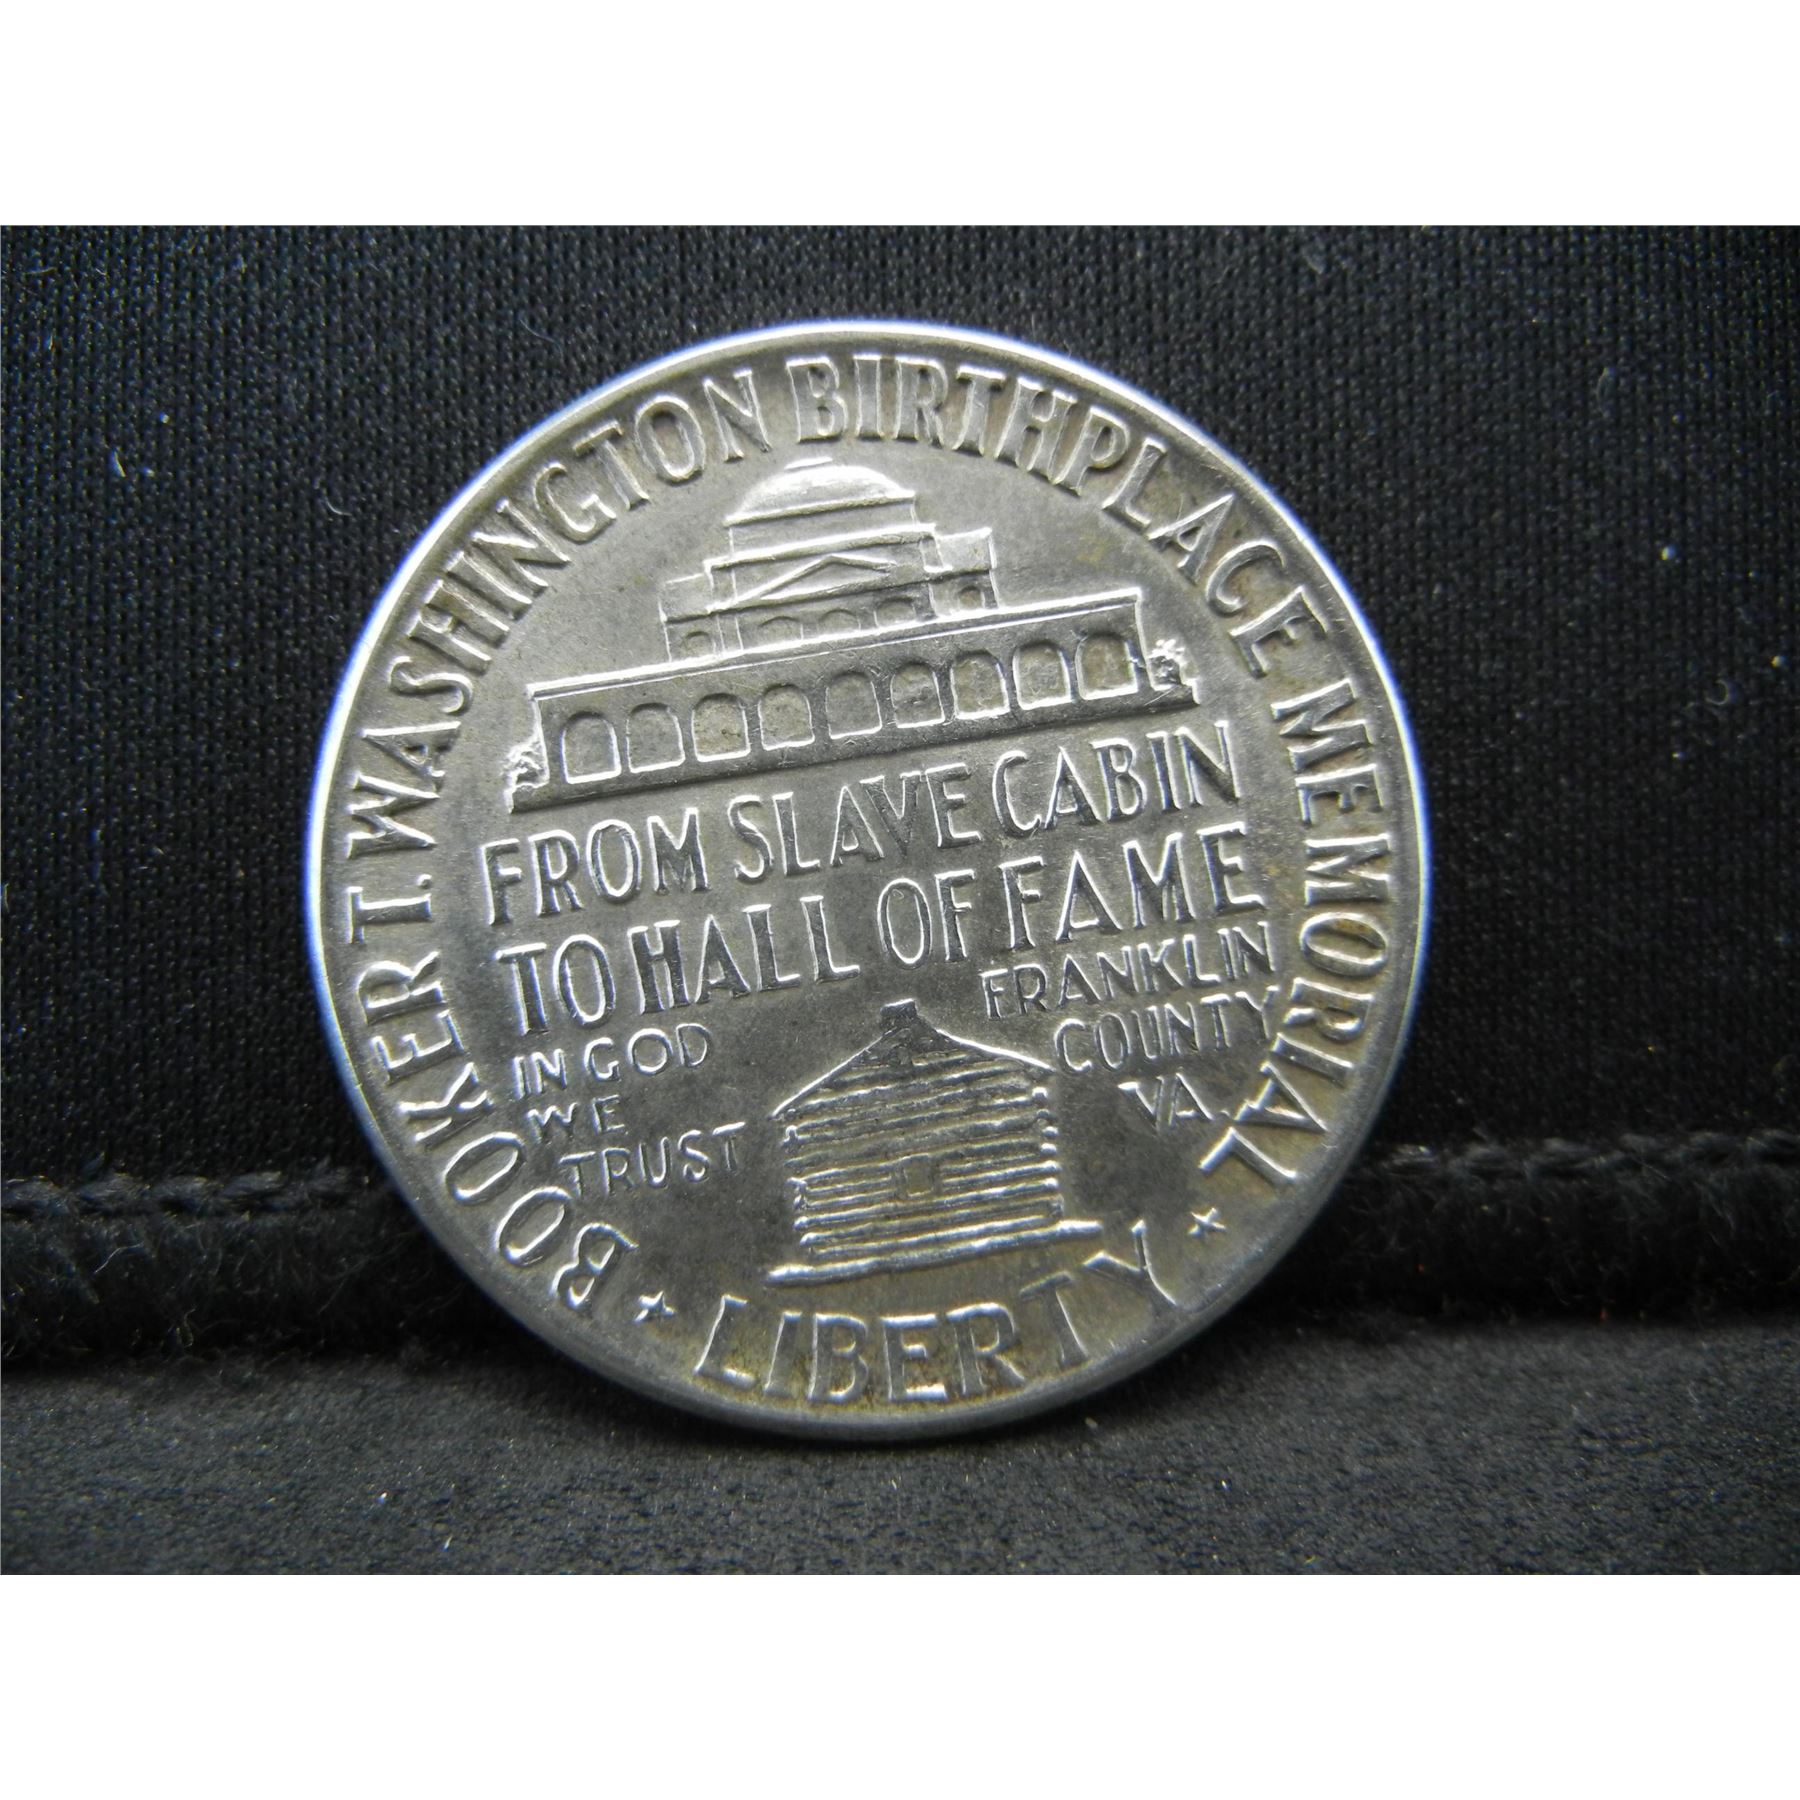 BOOKER T. WASHINGTON BIRTHPLACE MEMORIAL
FROM SLAVE CABIN
TO HALL OF FAME
IN GOD
WE
TRUST
FRANKLIN
COUNTY
VA.
LIBERTY